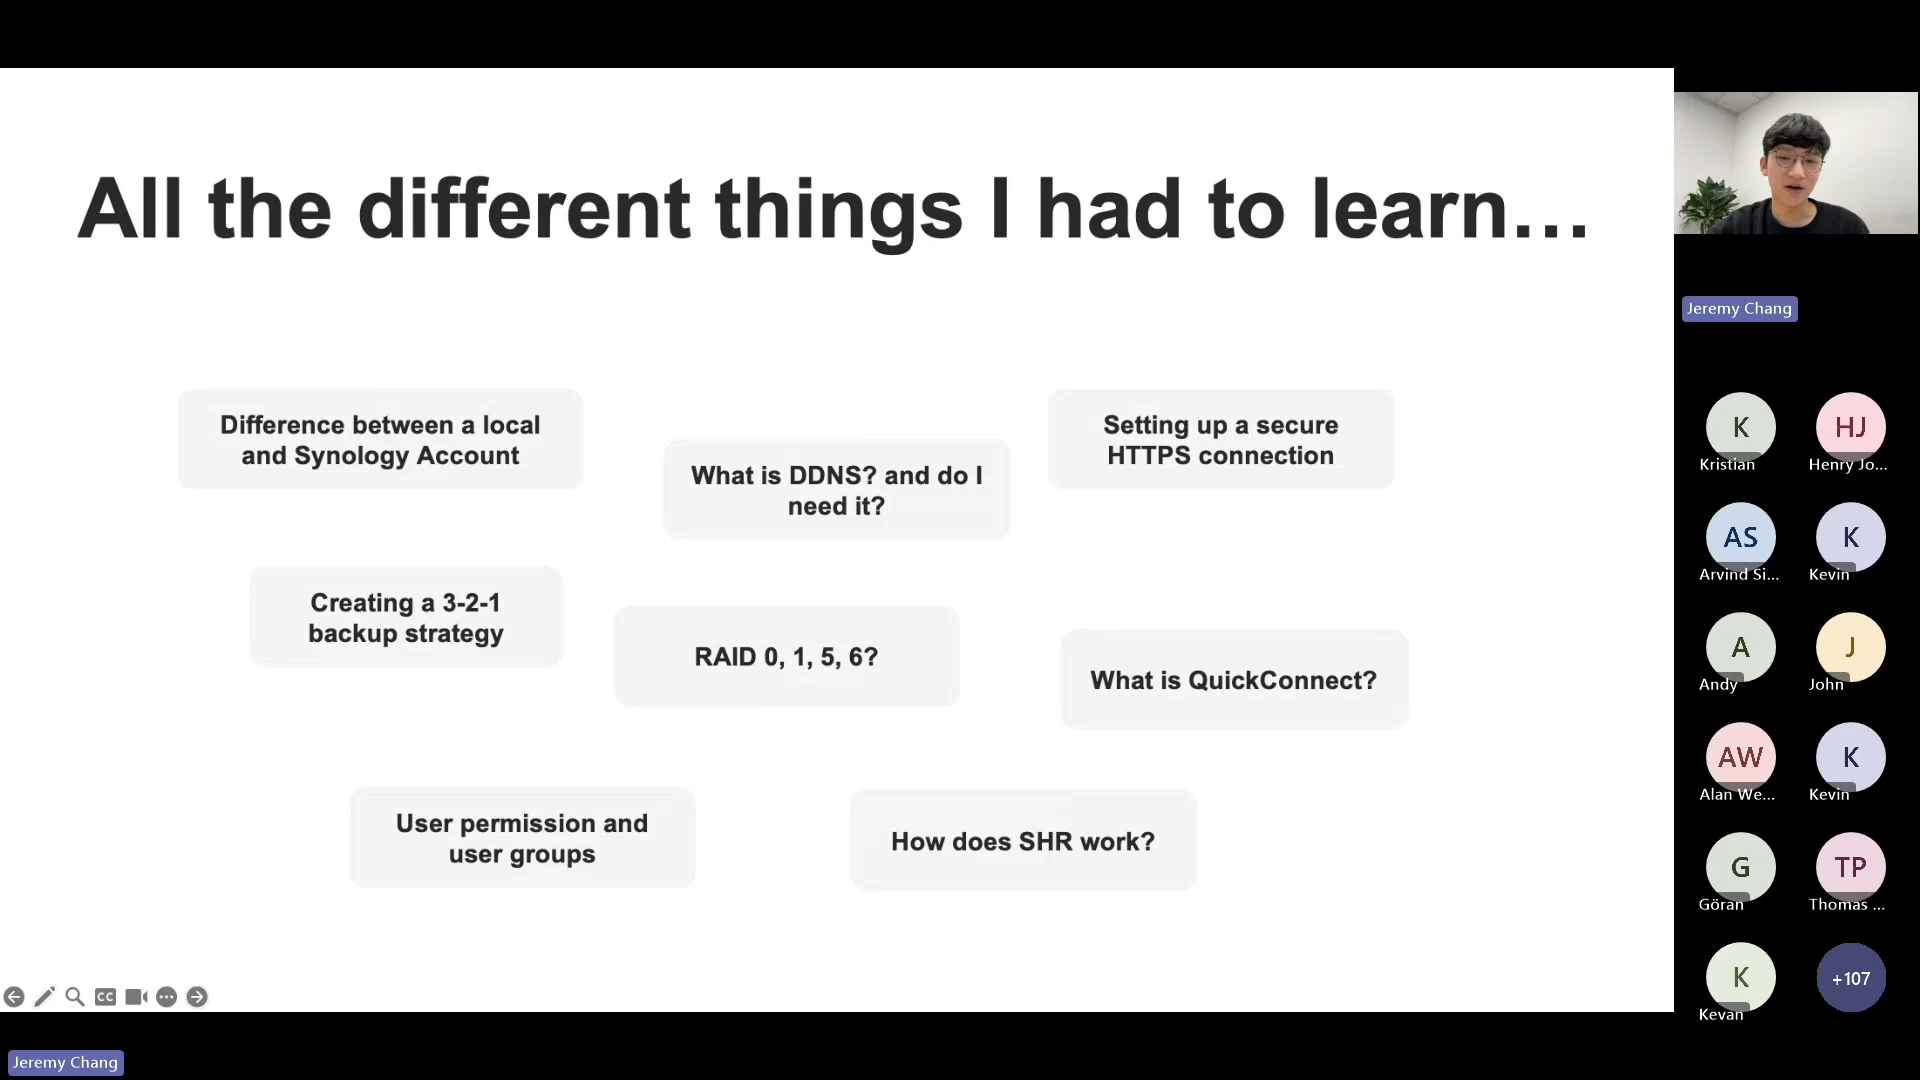 All the different things I had to learn...
Difference between a local
and Synology Account
What is DDNS? and do I
need it?
Setting up a secure
HTTPS connection
Creating a 3-2-1
backup strategy
RAID 0, 1, 5, 6?
What is QuickConnect?
User permission and
user groups
How does SHR work?
CC
Jeremy Chang
Jeremy Chang
K
Kristian
HJ
Henry Jo...
AS
Arvind Si...
K
Kevin
A
Andy
J
John
AW
Alan We...
K
Kevin
G
Göran
TP
Thomas ...
K
Kevan
+107